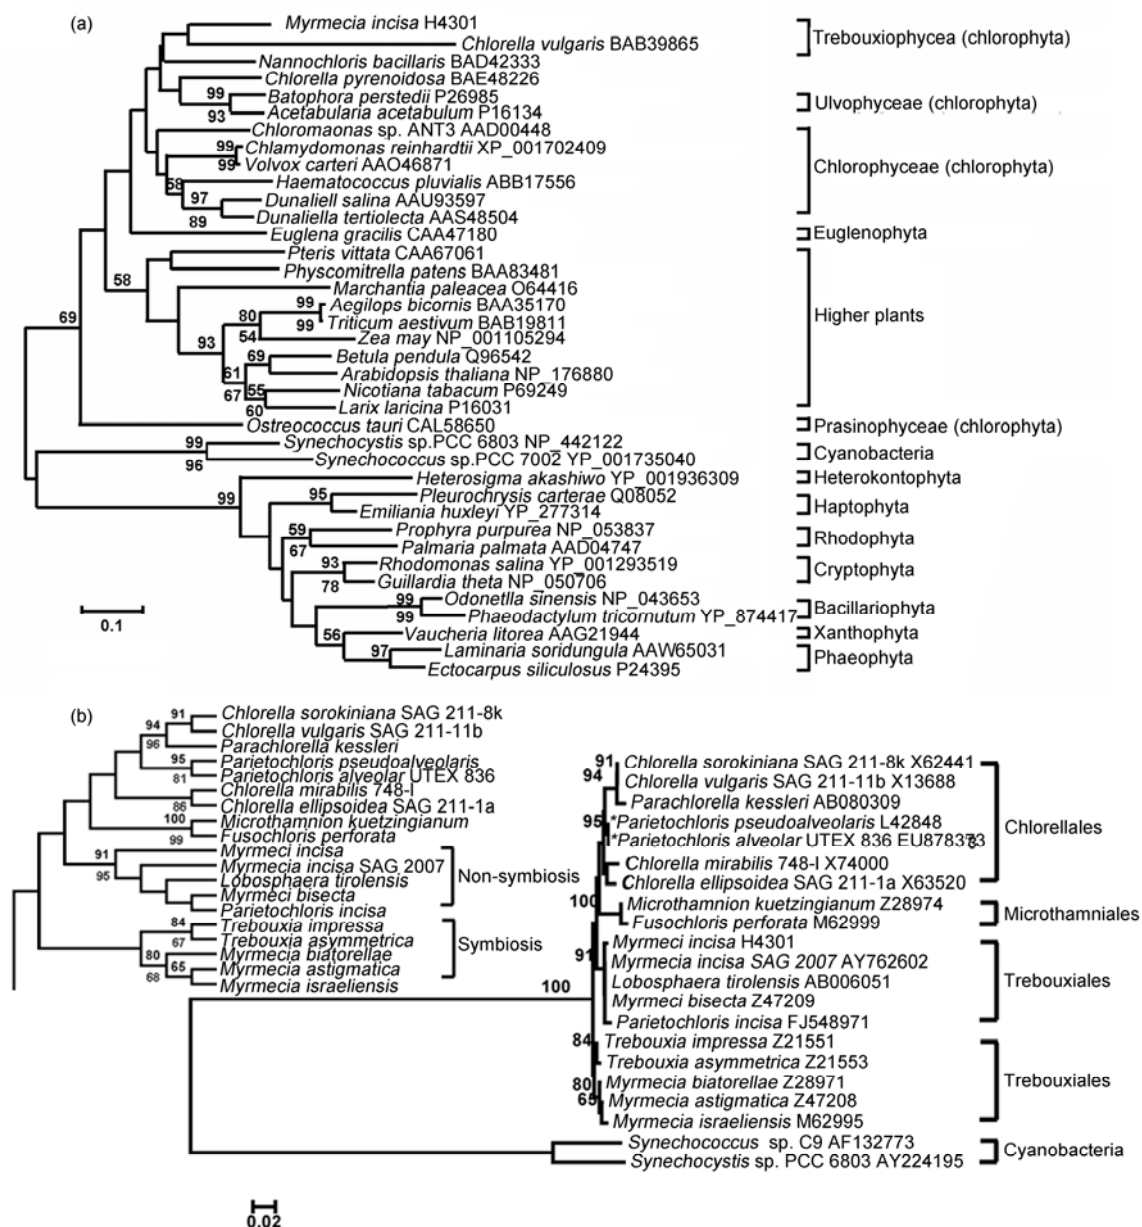 (a)
Myrmecia incisa H4301
Chlorella vulgaris BAB39865
Trebouxiophycea (chlorophyta)
Nannochloris bacillaris BAD42333
Chlorella pyrenoidosa BAE48226
99
Batophora perstedii P26985
93
Acetabularia acetabulum P16134
Ulvophyceae (chlorophyta)
Chloromaonas sp. ANT3 AAD00448
99
Chlamydomonas reinhardtii XP_001702409
99
Volvox carteri AAO46871
58
Haematococcus pluvialis ABB17556
97
Dunaliell salina AAU93597
89
Dunaliella tertiolecta AAS48504
Chlorophyceae (chlorophyta)
Euglena gracilis CAA47180
Euglenophyta
58
Pteris vittata CAA67061
Physcomitrella patens BAA83481
Marchantia paleacea O64416
99
Aegilops bicornis BAA35170
80
99
Triticum aestivum BAB19811
54
Zea may NP_001105294
93
69
Betula pendula Q96542
61
Arabidopsis thaliana NP_176880
67
55
Nicotiana tabacum P69249
60
Larix laricina P16031
Higher plants
69
Ostreococcus tauri CAL58650
Prasinophyceae (chlorophyta)
99
Synechocystis sp.PCC 6803 NP_442122
96
Synechococcus sp.PCC 7002 YP_001735040
Cyanobacteria
99
Heterosigma akashiwo YP_001936309
Heterokontophyta
95
Pleurochrysis carterae Q08052
Emiliania huxleyi YP_277314
Haptophyta
59
Prophyra purpurea NP_053837
67
Palmaria palmata AAD04747
Rhodophyta
93
Rhodomonas salina YP_001293519
78
Guillardia theta NP_050706
Cryptophyta
99
Odonetlla sinensis NP_043653
99
Phaeodactylum tricornutum YP_874417
Bacillariophyta
56
Vaucheria litorea AAG21944
Xanthophyta
97
Laminaria soridungula AAW65031
Ectocarpus siliculosus P24395
Phaeophyta
0.1
(b)
91
Chlorella sorokiniana SAG 211-8k
94
Chlorella vulgaris SAG 211-11b
96
Parachlorella kessleri
95
Parietochloris pseudoalveolaris
81
Parietochloris alveolar UTEX 836
Chlorella mirabilis 748-I
86
Chlorella ellipsoidea SAG 211-1a
100
Microthamnion kuetzingianum
99
Fusochloris perforata
91
Myrmeci incisa
95
Myrmecia incisa SAG 2007
Lobosphaera tirolensis
Myrmeci bisecta
Parietochloris incisa
Non-symbiosis
84
Trebouxia impressa
67
Trebouxia asymmetrica
80
Myrmecia biatorellae
65
Myrmecia astigmatica
68
Myrmecia israeliensis
Symbiosis
91
Chlorella sorokiniana SAG 211-8k X62441
94
Chlorella vulgaris SAG 211-11b X13688
Parachlorella kessleri AB080309
95
*Parietochloris pseudoalveolaris L42848
*Parietochloris alveolar UTEX 836 EU878373
Chlorella mirabilis 748-I X74000
Chlorella ellipsoidea SAG 211-1a X63520
Chlorellales
100
Microthamnion kuetzingianum Z28974
Fusochloris perforata M62999
Microthamniales
91
Myrmeci incisa H4301
Myrmecia incisa SAG 2007 AY762602
Lobosphaera tirolensis AB006051
Myrmeci bisecta Z47209
Parietochloris incisa FJ548971
Trebouxiales
100
84
Trebouxia impressa Z21551
Trebouxia asymmetrica Z21553
80
Myrmecia biatorellae Z28971
65
Myrmecia astigmatica Z47208
Myrmecia israeliensis M62995
Trebouxiales
Synechococcus sp. C9 AF132773
Synechocystis sp. PCC 6803 AY224195
Cyanobacteria
0.02